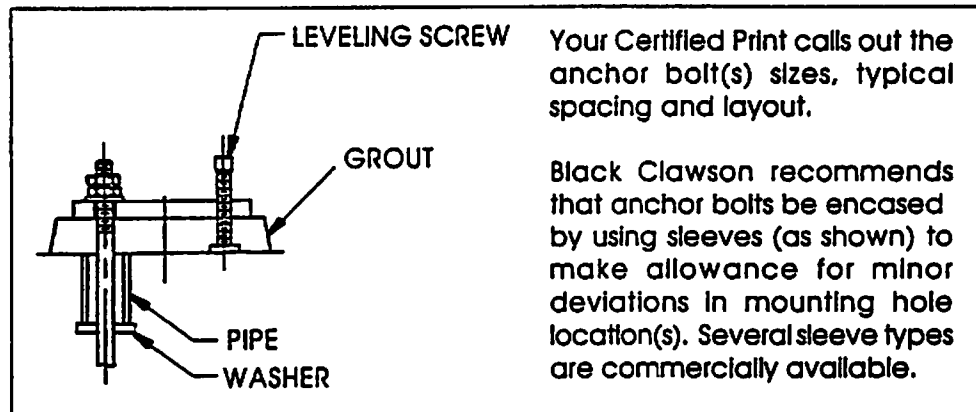 LEVELING SCREW
GROUT
PIPE
WASHER
Your Certified Print calls out the
anchor bolt(s) sizes, typical
spacing and layout.
Black Clawson recommends
that anchor bolts be encased
by using sleeves (as shown) to
make allowance for minor
deviations in mounting hole
location(s). Several sleeve types
are commercially available.